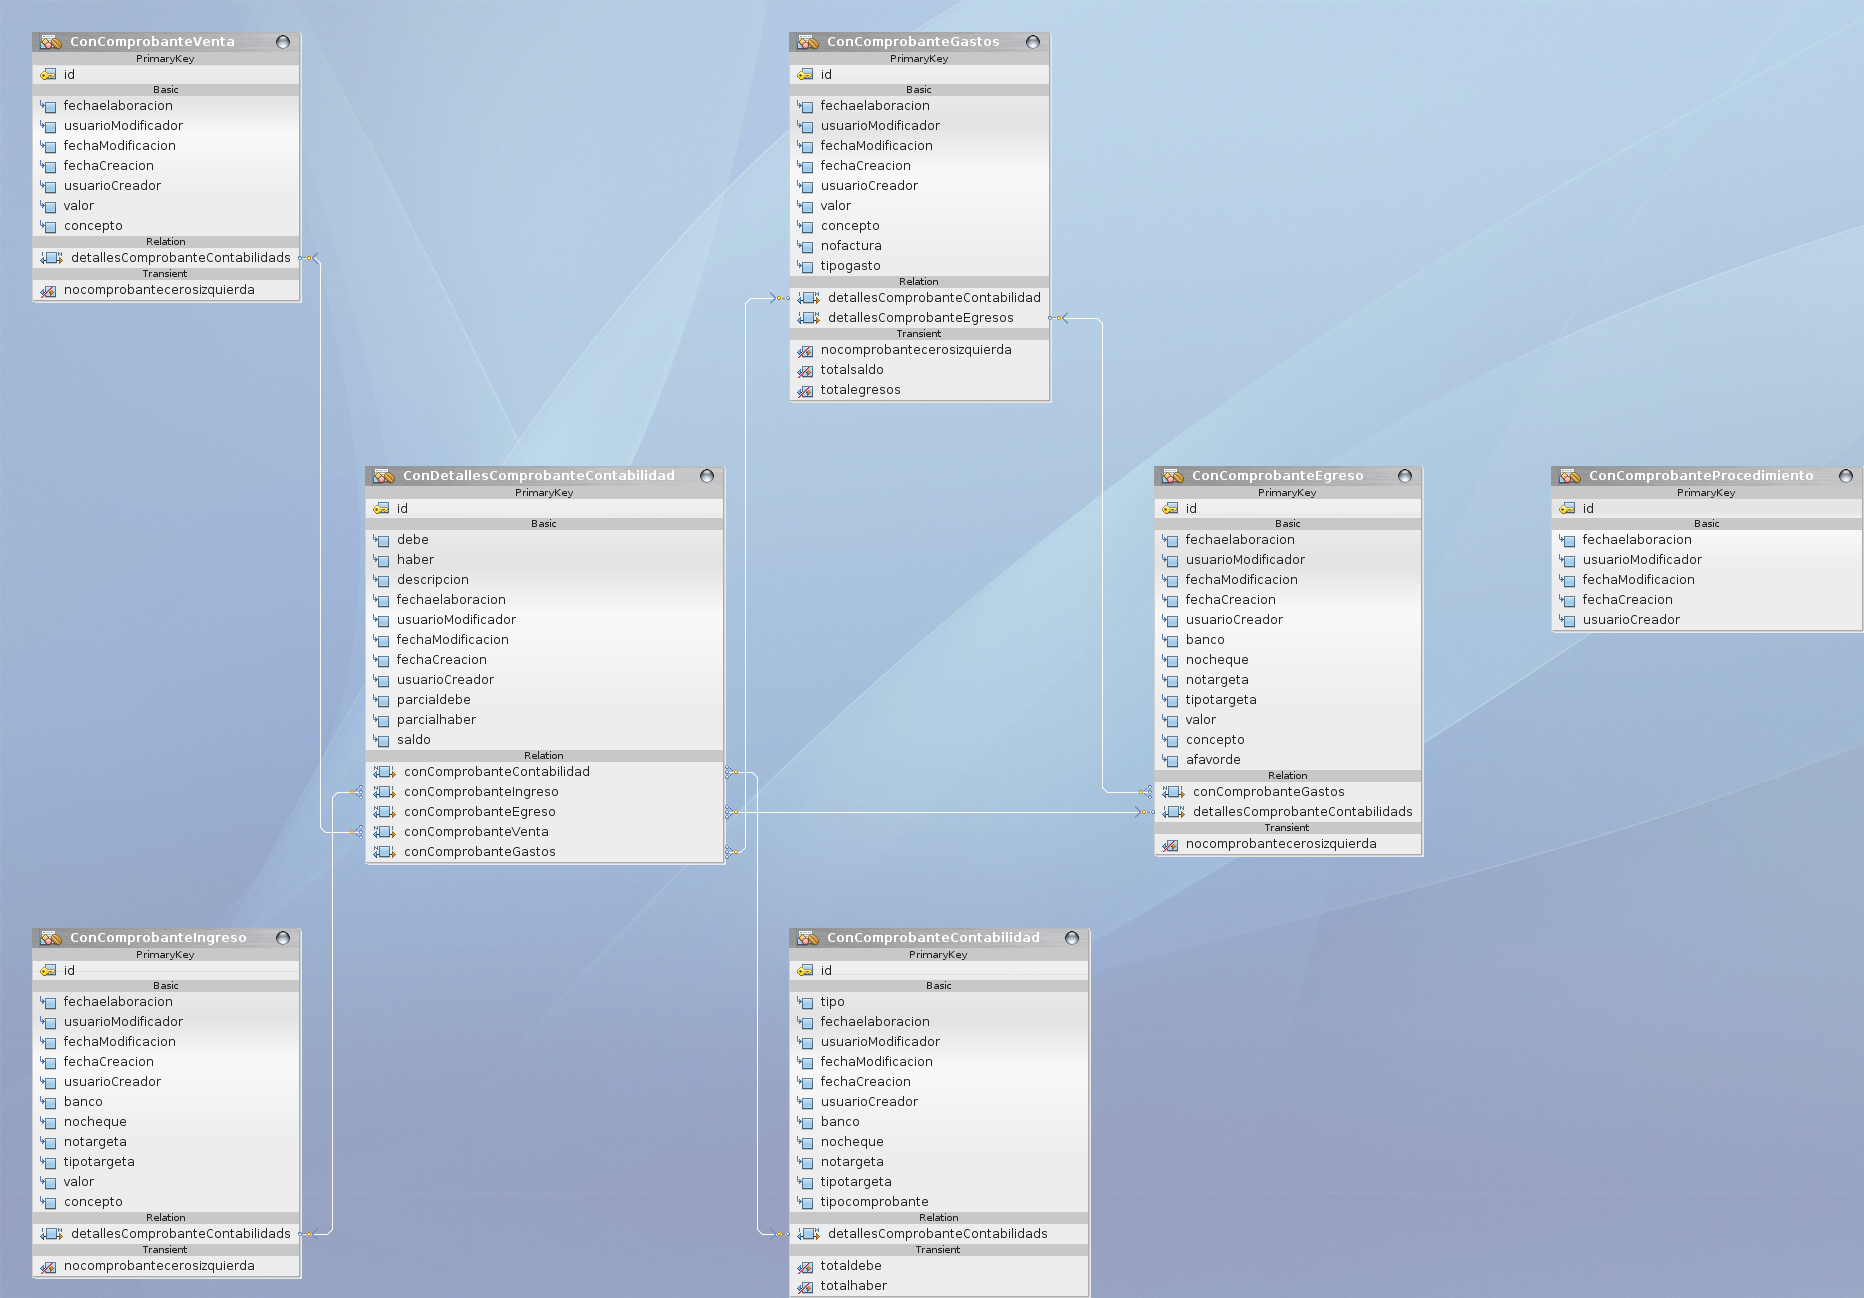 ConComprobanteVenta
PrimaryKey
id
Basic
fechaelaboracion
usuarioModificador
fechaModificacion
fechaCreacion
usuarioCreador
valor
concepto
Relation
detallesComprobanteContabilidads
Transient
nocomprobantecerosizquierda
ConComprobanteGastos
PrimaryKey
id
Basic
fechaelaboracion
usuarioModificador
fechaModificacion
fechaCreacion
usuarioCreador
valor
concepto
nofactura
tipogasto
Relation
detallesComprobanteContabilidad
detallesComprobanteEgresos
Transient
nocomprobantecerosizquierda
totalsaldo
totalegresos
ConDetallesComprobanteContabilidad
PrimaryKey
id
Basic
debe
haber
descripcion
fechaelaboracion
usuarioModificador
fechaModificacion
fechaCreacion
usuarioCreador
parcialdebe
parcialhaber
saldo
Relation
conComprobanteContabilidad
conComprobanteIngreso
conComprobanteEgreso
conComprobanteVenta
conComprobanteGastos
ConComprobanteEgreso
PrimaryKey
id
Basic
fechaelaboracion
usuarioModificador
fechaModificacion
fechaCreacion
usuarioCreador
banco
nocheque
notargeta
tipotargeta
valor
concepto
afavorde
Relation
conComprobanteGastos
detallesComprobanteContabilidads
Transient
nocomprobantecerosizquierda
ConComprobanteProcedimiento
PrimaryKey
id
Basic
fechaelaboracion
usuarioModificador
fechaModificacion
fechaCreacion
usuarioCreador
ConComprobanteIngreso
PrimaryKey
id
Basic
fechaelaboracion
usuarioModificador
fechaModificacion
fechaCreacion
usuarioCreador
banco
nocheque
notargeta
tipotargeta
valor
concepto
Relation
detallesComprobanteContabilidads
Transient
nocomprobantecerosizquierda
ConComprobanteContabilidad
PrimaryKey
id
Basic
tipo
fechaelaboracion
usuarioModificador
fechaModificacion
fechaCreacion
usuarioCreador
banco
nocheque
notargeta
tipotargeta
tipocomprobante
Relation
detallesComprobanteContabilidads
Transient
totaldebe
totalhaber